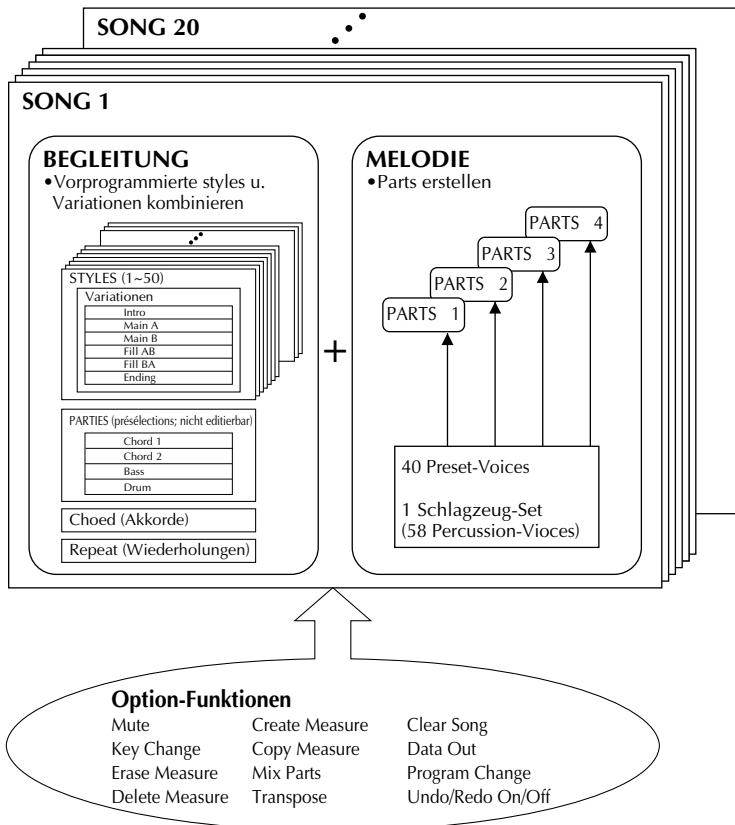 SONG 20
SONG 1
BEGLEITUNG
•Vorprogrammierte styles u.
Variationen kombinieren
STYLES (1~50)
Variationen
Intro
Main A
Main B
Fill AB
Fill BA
Ending
PARTIES (présélections; nicht editierbar)
Chord 1
Chord 2
Bass
Drum
Choed (Akkorde)
Repeat (Wiederholungen)
+
MELODIE
•Parts erstellen
PARTS 4
PARTS 3
PARTS 2
PARTS 1
40 Preset-Voices
1 Schlagzeug-Set
(58 Percussion-Vioces)
Option-Funktionen
Mute Create Measure Clear Song
Key Change Copy Measure Data Out
Erase Measure Mix Parts Program Change
Delete Measure Transpose Undo/Redo On/Off